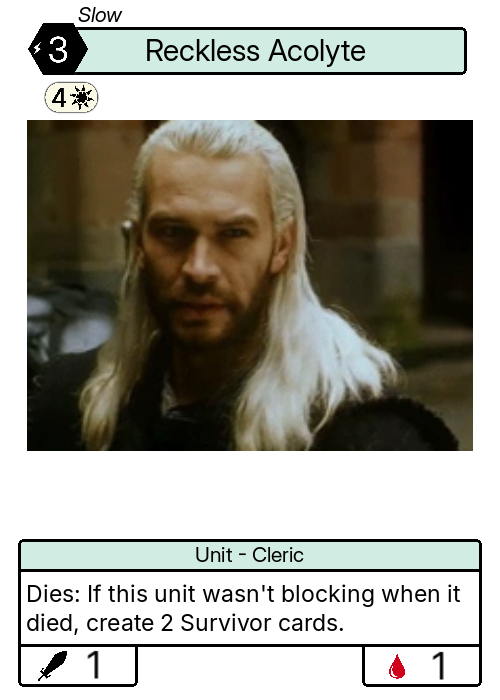 Slow
3 Reckless Acolyte
4
Unit - Cleric
Dies: If this unit wasn't blocking when it
died, create 2 Survivor cards.
1 1